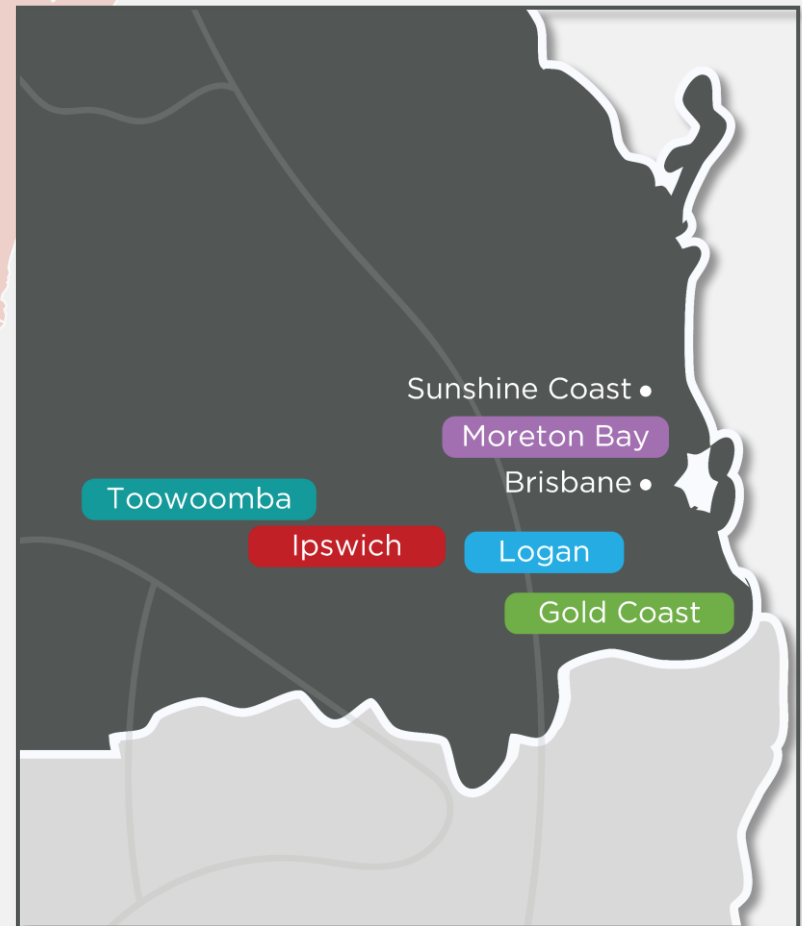 Sunshine Coast
Moreton Bay
Brisbane
Toowoomba
Ipswich
Logan
Gold Coast